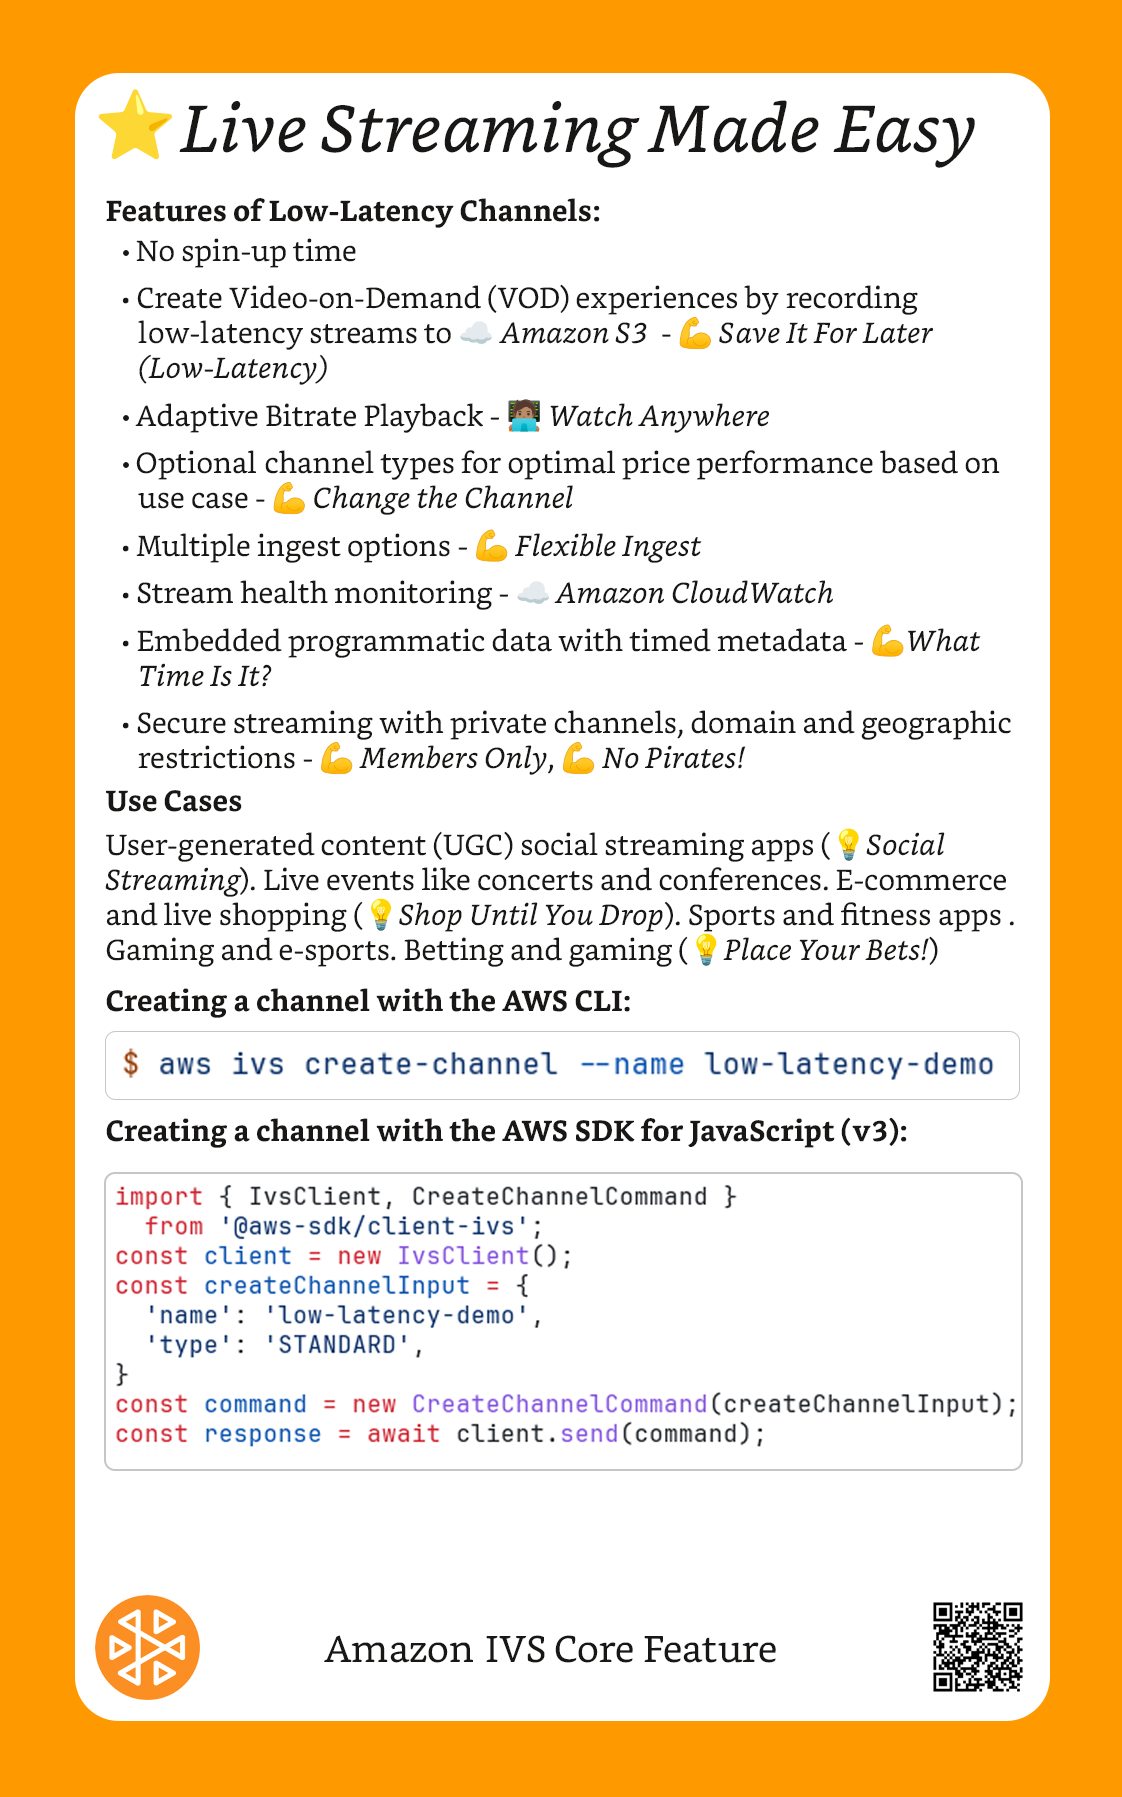 ⭐ Live Streaming Made Easy
Features of Low-Latency Channels:
• No spin-up time
• Create Video-on-Demand (VOD) experiences by recording
low-latency streams to ☁️ Amazon S3 - 💪 Save It For Later
(Low-Latency)
• Adaptive Bitrate Playback - 🧑🏽‍💻 Watch Anywhere
• Optional channel types for optimal price performance based on
use case - 💪 Change the Channel
• Multiple ingest options - 💪 Flexible Ingest
• Stream health monitoring - ☁️ Amazon CloudWatch
• Embedded programmatic data with timed metadata - 💪What
Time Is It?
• Secure streaming with private channels, domain and geographic
restrictions - 💪 Members Only, 💪 No Pirates!
Use Cases
User-generated content (UGC) social streaming apps (💡Social
Streaming). Live events like concerts and conferences. E-commerce
and live shopping (💡Shop Until You Drop). Sports and fitness apps .
Gaming and e-sports. Betting and gaming (💡Place Your Bets!)
Creating a channel with the AWS CLI:
$ aws ivs create-channel --name low-latency-demo
Creating a channel with the AWS SDK for JavaScript (v3):
import { IvsClient, CreateChannelCommand }
  from '@aws-sdk/client-ivs';
const client = new IvsClient();
const createChannelInput = {
  'name': 'low-latency-demo',
  'type': 'STANDARD',
}
const command = new CreateChannelCommand(createChannelInput);
const response = await client.send(command);
Amazon IVS Core Feature